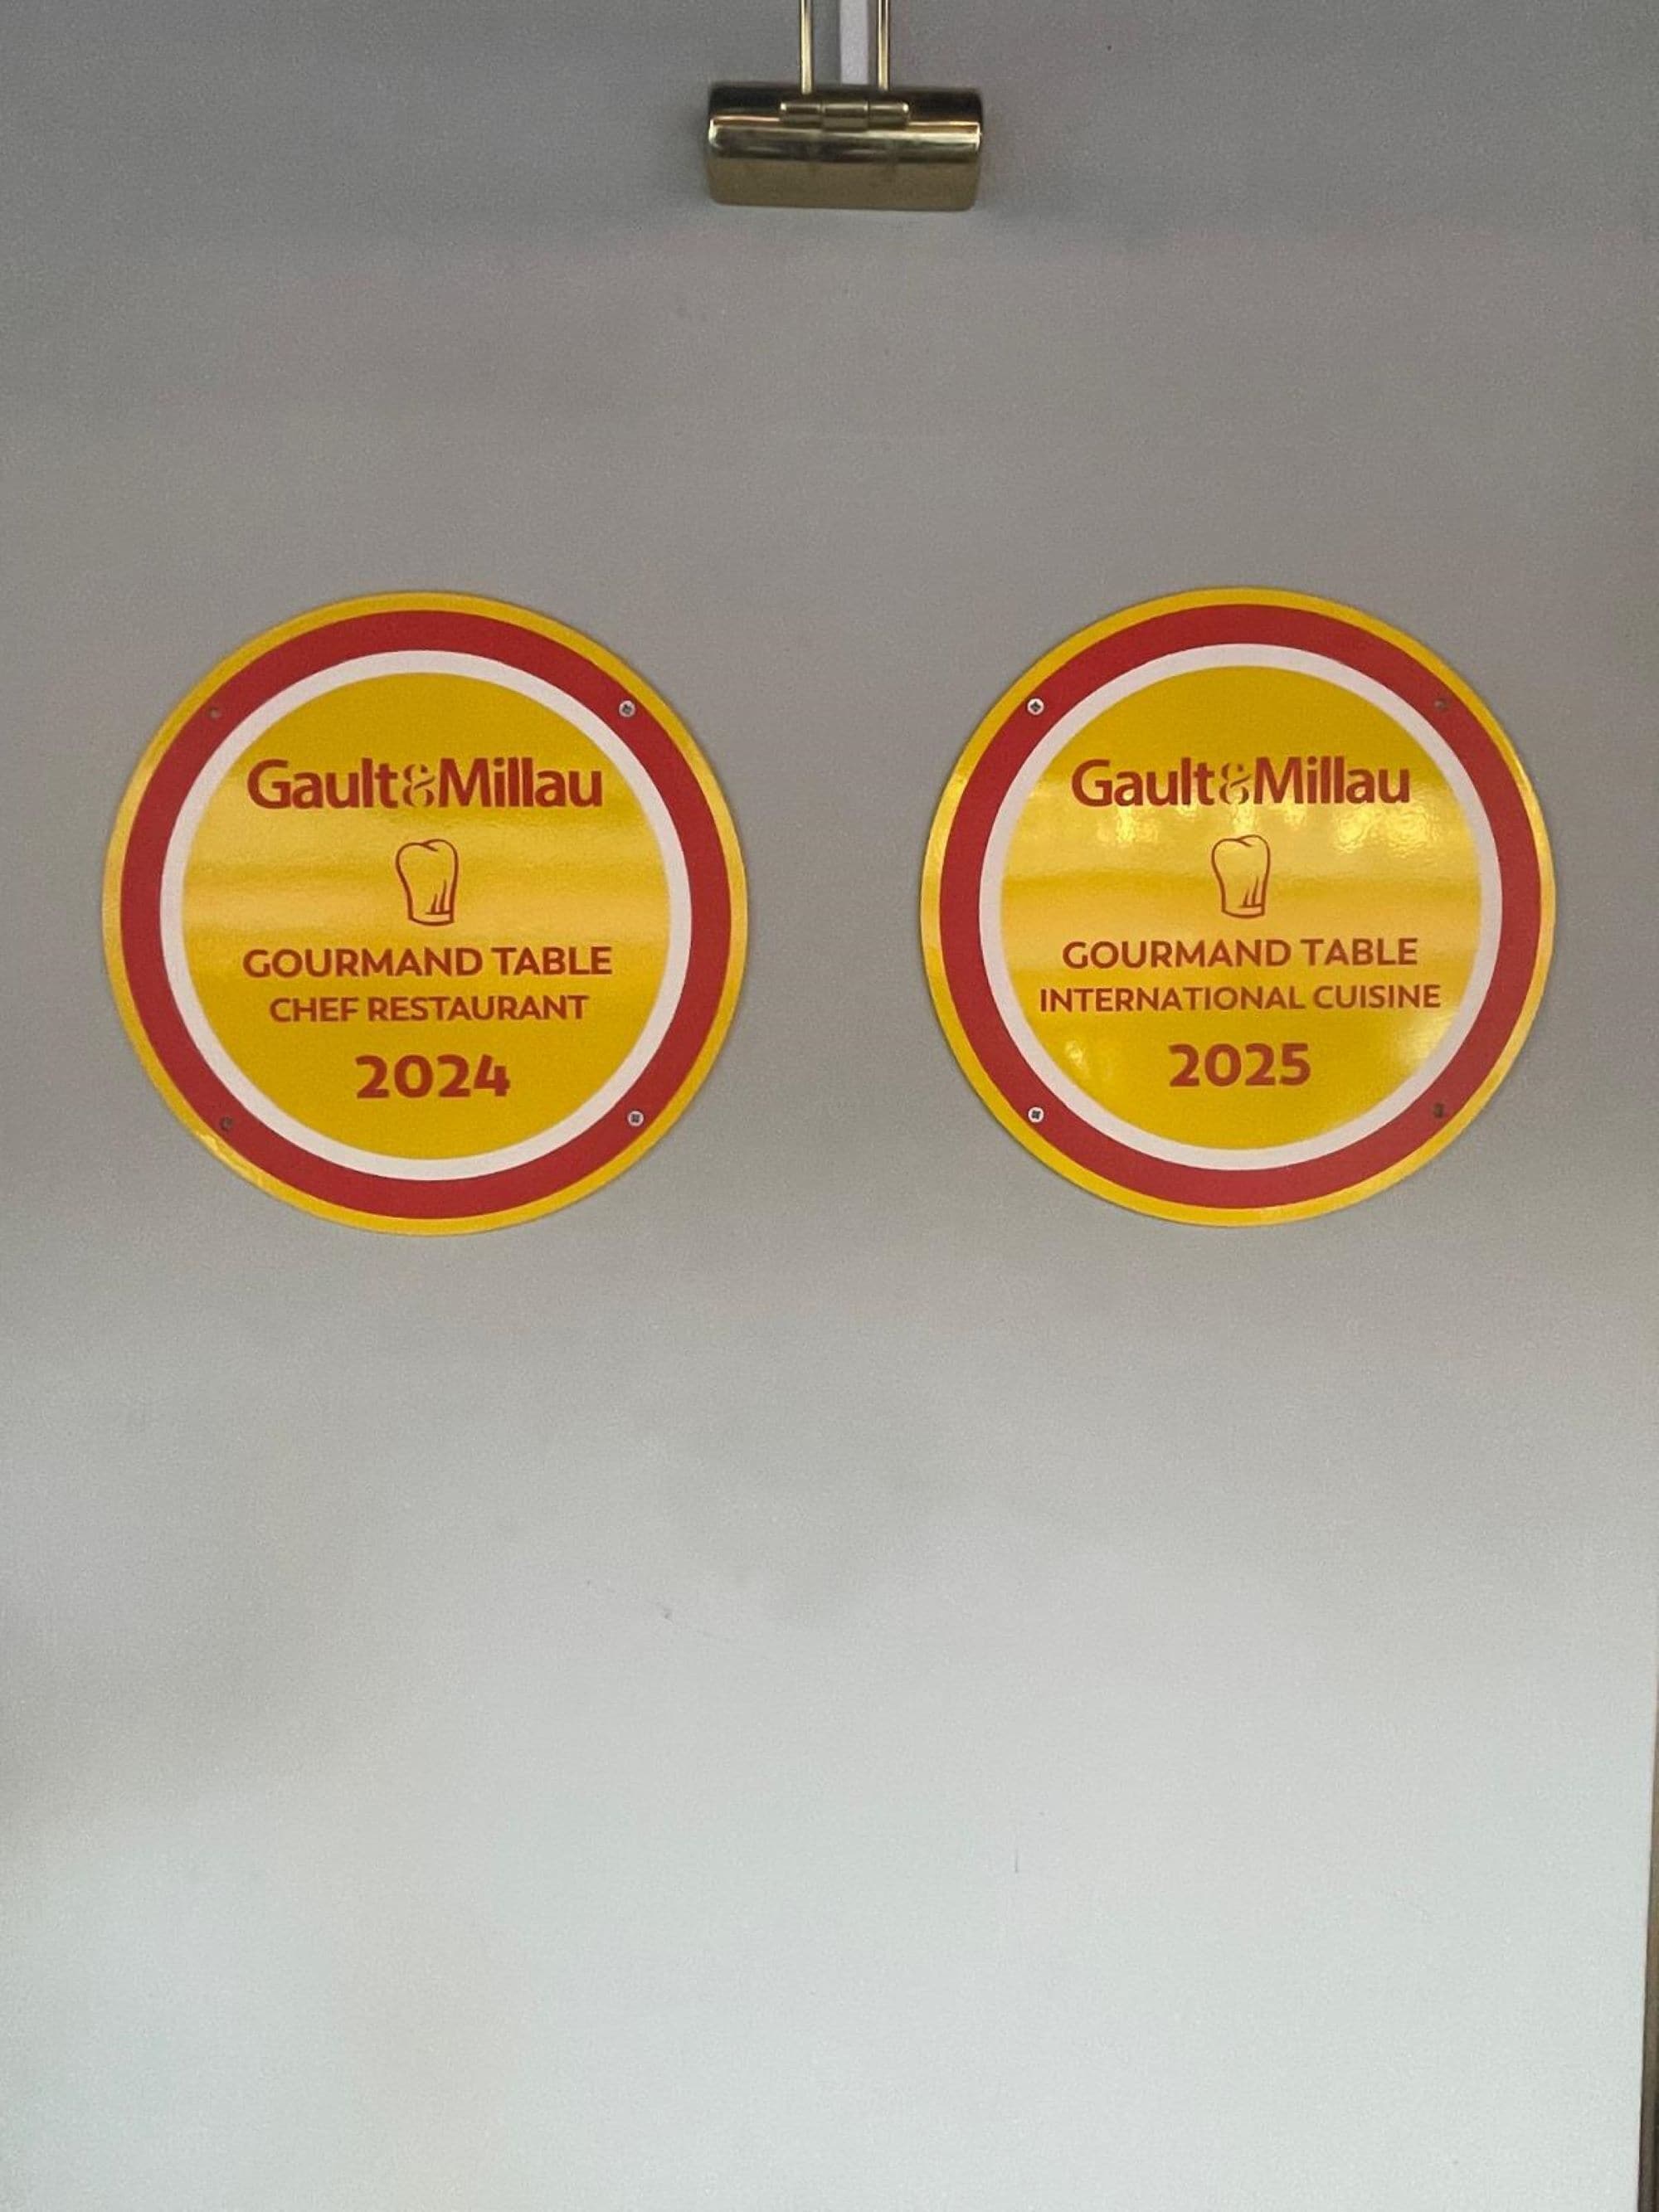 Gault&Millau
GOURMAND TABLE
CHEF RESTAURANT
2024
Gault&Millau
GOURMAND TABLE
INTERNATIONAL CUISINE
2025